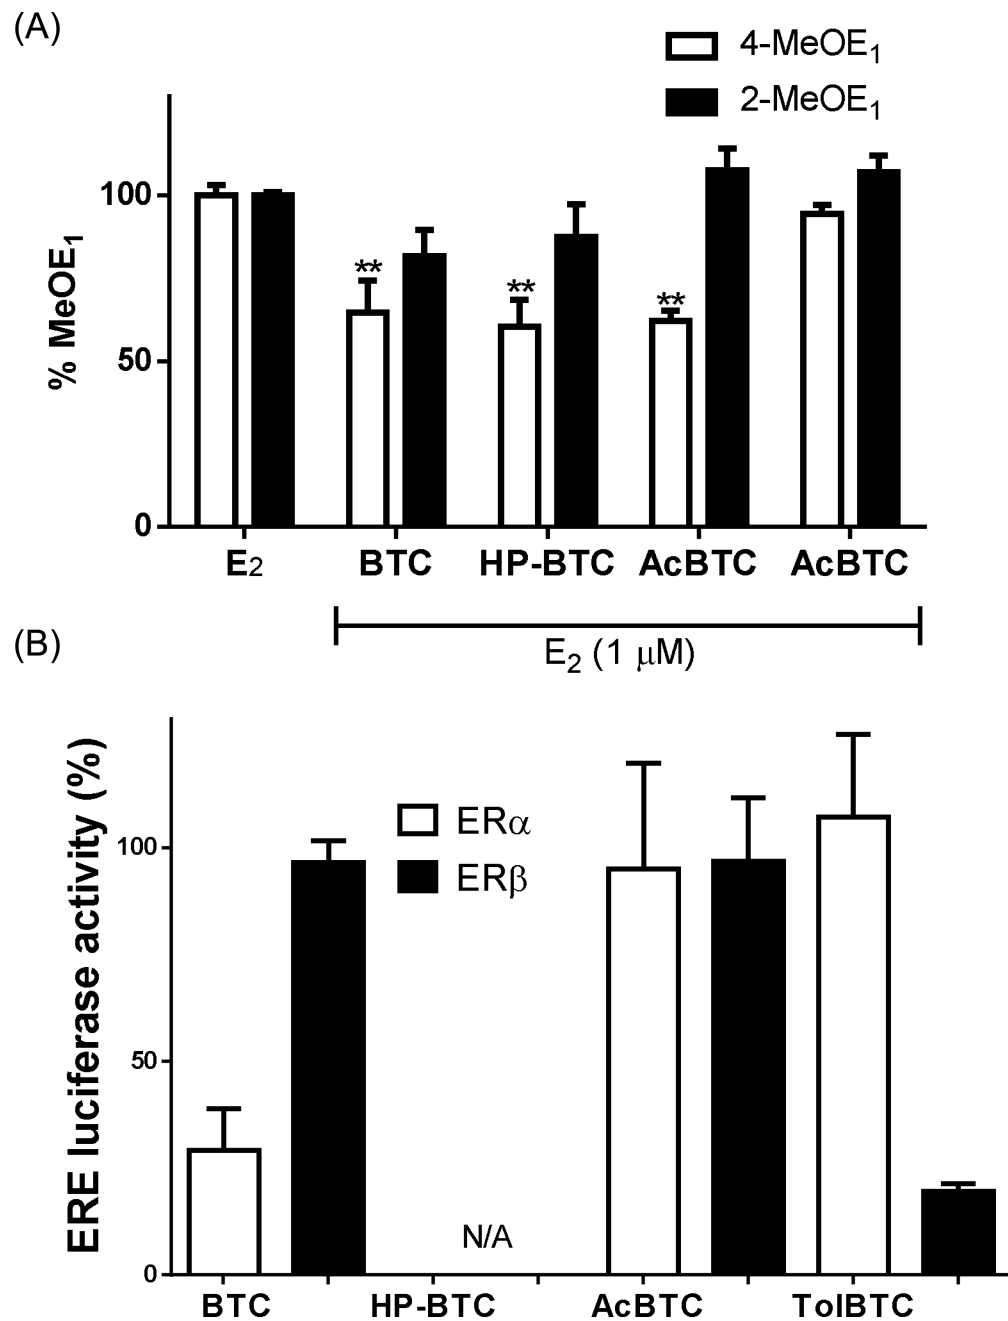 (A)
4-MeOE₁
2-MeOE₁
% MeOE₁
100
50
0
** ** **
E₂ BTC HP-BTC AcBTC AcBTC
E₂ (1 μM)
(B)
ERE luciferase activity (%)
100
50
0
ERα
ERβ
N/A
BTC HP-BTC AcBTC TolBTC